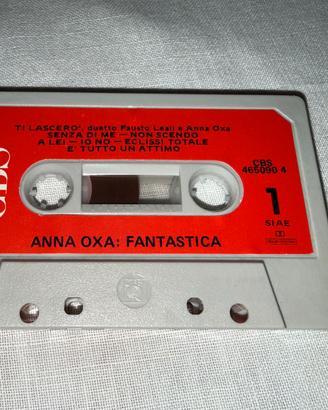 TI LASCERO', duetto Fausto Leali e Anna Oxa
SENZA DI ME — NON SCENDO
A LEI — IO NO — ECLISSI TOTALE
E' TUTTO UN ATTIMO
CBS
CBS
465090 4
1
SIAE
ANNA OXA: FANTASTICA